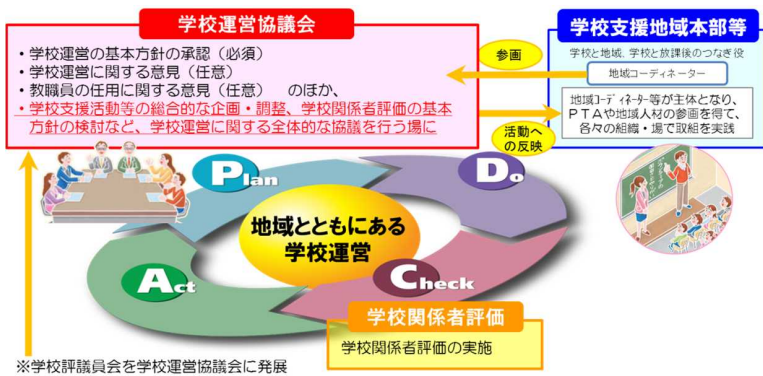 学校運営協議会
・学校運営の基本方針の承認（必須）
・学校運営に関する意見（任意）
・教職員の任用に関する意見（任意）　のほか、
・学校支援活動等の総合的な企画・調整、学校関係者評価の基本
方針の検討など、学校運営に関する全体的な協議を行う場に
参画
活動へ
の反映
学校支援地域本部等
学校と地域、学校と放課後のつなぎ役
地域コーディネーター
地域ｺｰﾃﾞｨﾈｰﾀｰ等が主体となり、
ＰＴＡや地域人材の参画を得て、
各々の組織・場で取組を実践
Plan
Do
地域とともにある
学校運営
Act
Check
学校関係者評価
学校関係者評価の実施
※学校評議員会を学校運営協議会に発展